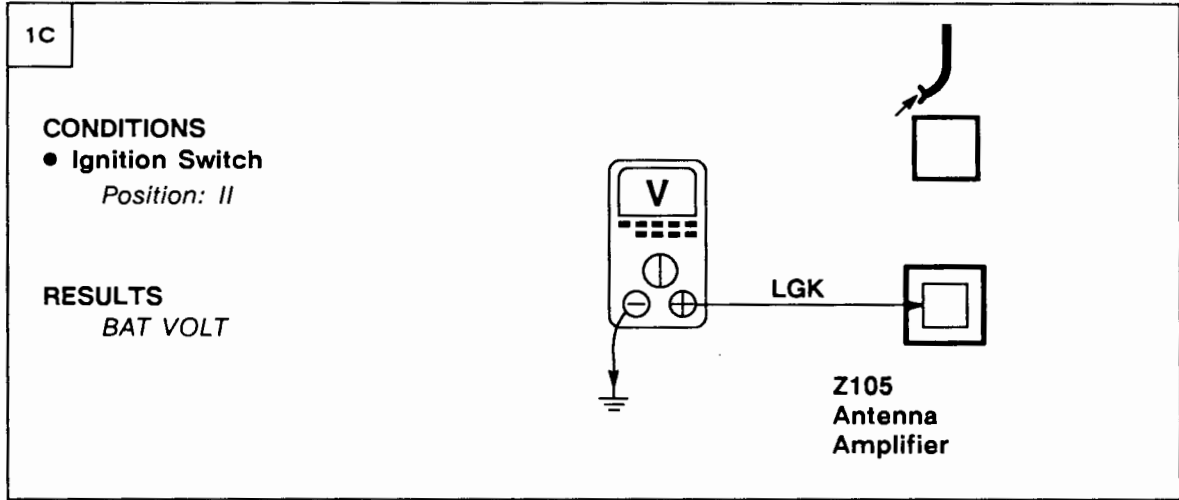 1C
CONDITIONS
● Ignition Switch
Position: II
RESULTS
BAT VOLT
V
LGK
Z105
Antenna
Amplifier